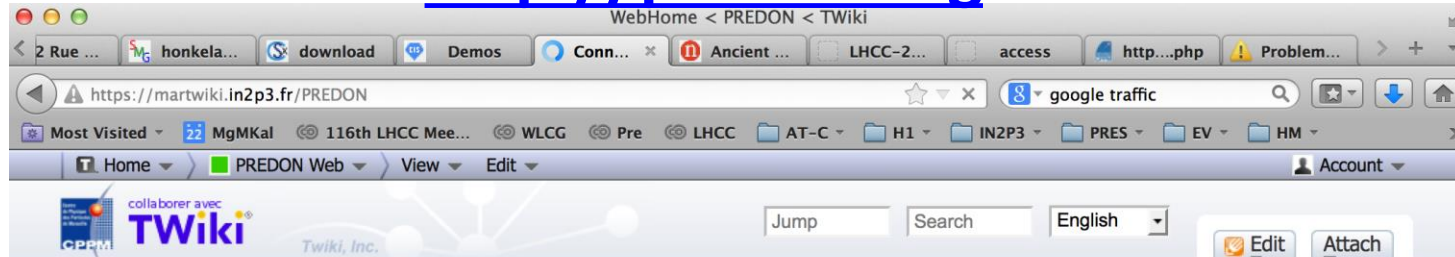 WebHome < PREDON < TWiki
2 Rue ... honkela... download Demos Conn... Ancient ... LHCC-2... access http....php Problem...
https://martwiki.in2p3.fr/PREDON google traffic
Most Visited 22 MgMKal 116th LHCC Mee... WLCG Pre LHCC AT-C H1 IN2P3 PRES EV HM
Home PREDON Web View Edit Account
collaborer avec
TWiki
CPPM
Twiki, Inc.
Jump Search English
Edit Attach